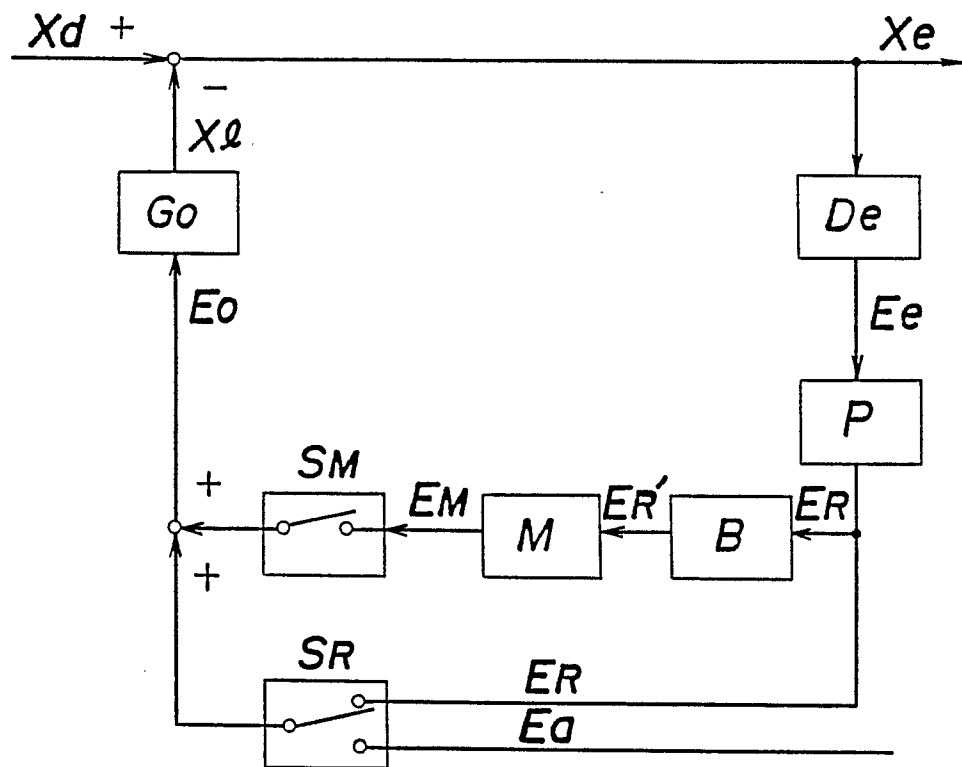 Xd + Xe
−
Xℓ
Go De
Eo Ee
P
SM
+ EM ER′ ER
M B
+
SR
ER
Ea